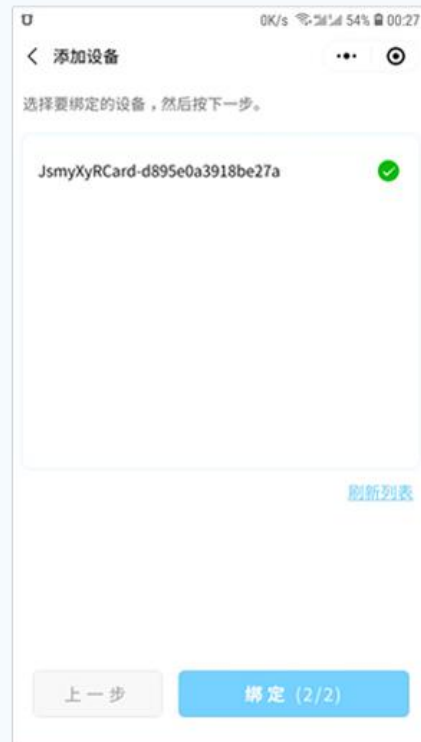 0K/s 54% 00:27
添加设备
选择要绑定的设备，然后按下一步。
JsmyXyRCard-d895e0a3918be27a
刷新列表
上一步
绑定 (2/2)